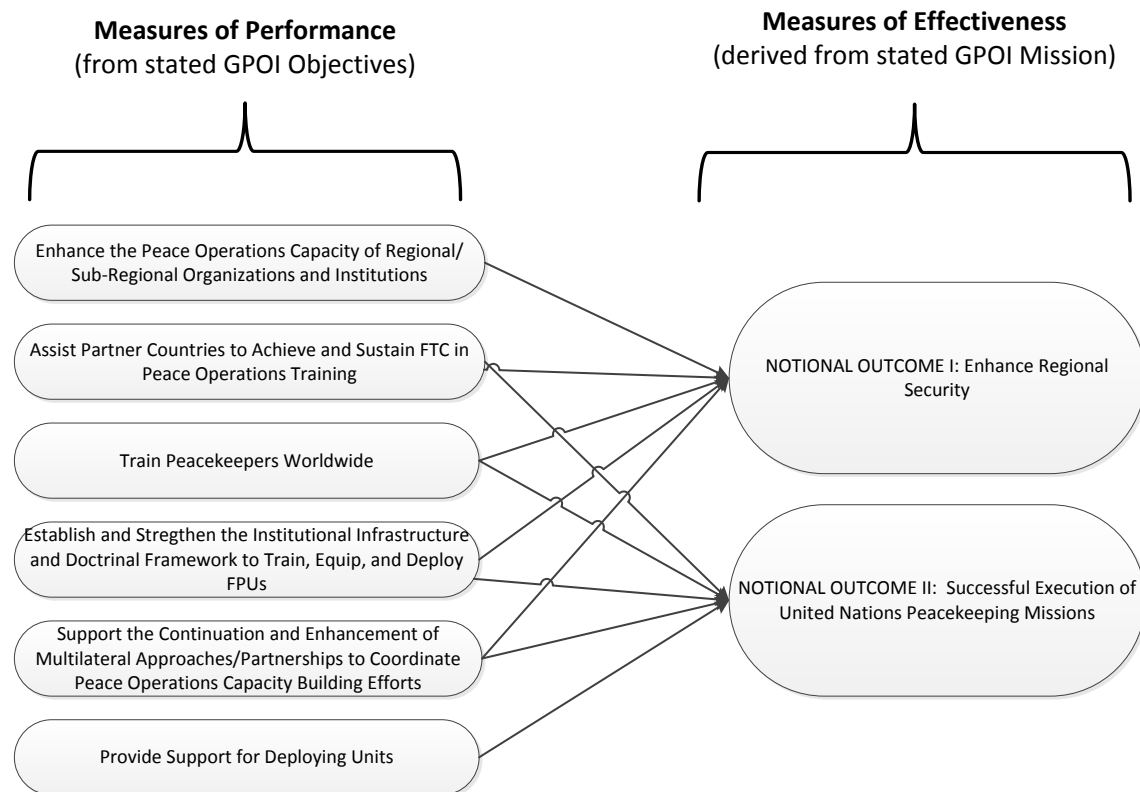 Measures of Performance
(from stated GPOI Objectives)
Measures of Effectiveness
(derived from stated GPOI Mission)
Enhance the Peace Operations Capacity of Regional/
Sub-Regional Organizations and Institutions
Assist Partner Countries to Achieve and Sustain FTC in
Peace Operations Training
Train Peacekeepers Worldwide
Establish and Stregthen the Institutional Infrastructure
and Doctrinal Framework to Train, Equip, and Deploy
FPUs
Support the Continuation and Enhancement of
Multilateral Approaches/Partnerships to Coordinate
Peace Operations Capacity Building Efforts
Provide Support for Deploying Units
NOTIONAL OUTCOME I: Enhance Regional
Security
NOTIONAL OUTCOME II:  Successful Execution of
United Nations Peacekeeping Missions